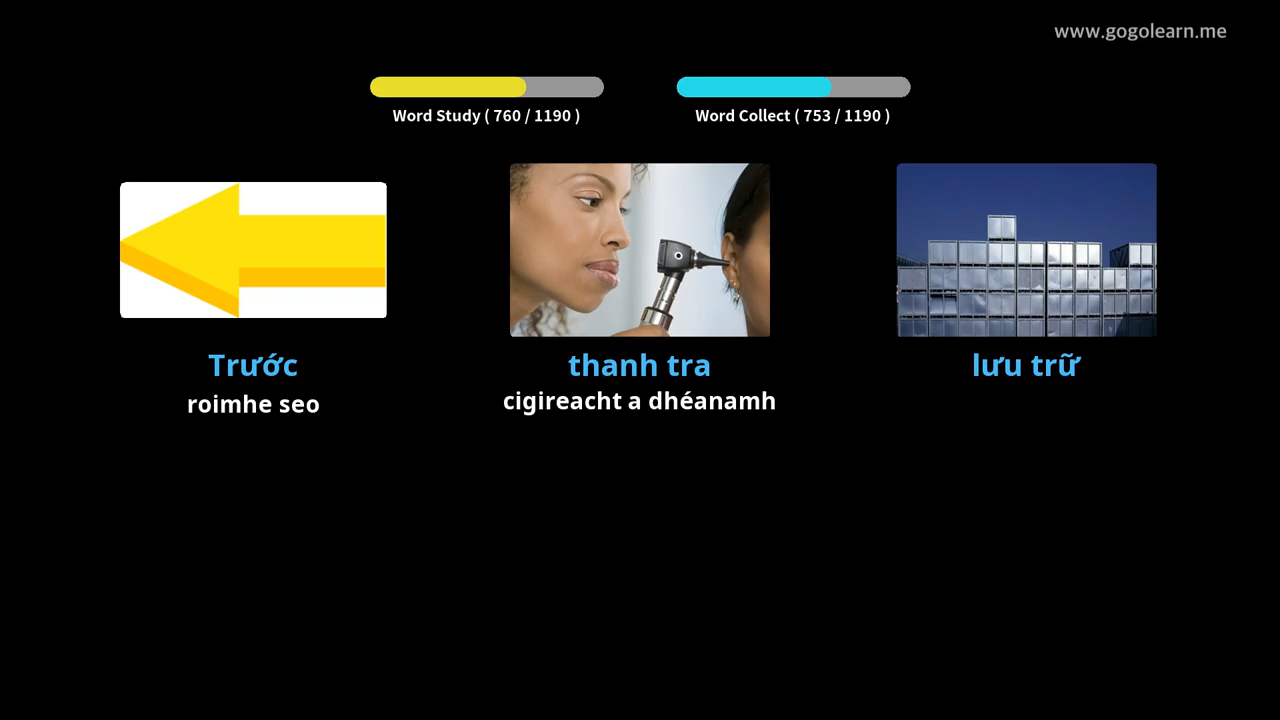 www.gogolearn.me
Word Study ( 760 / 1190 )
Word Collect ( 753 / 1190 )
Trước
thanh tra
lưu trữ
roimhe seo
cigireacht a dhéanamh